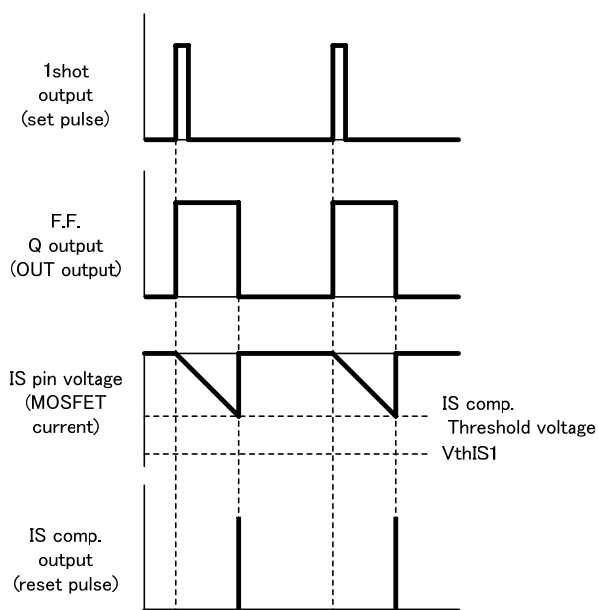 1shot
output
(set pulse)
F.F.
Q output
(OUT output)
IS pin voltage
(MOSFET
current)
IS comp.
Threshold voltage
VthIS1
IS comp.
output
(reset pulse)